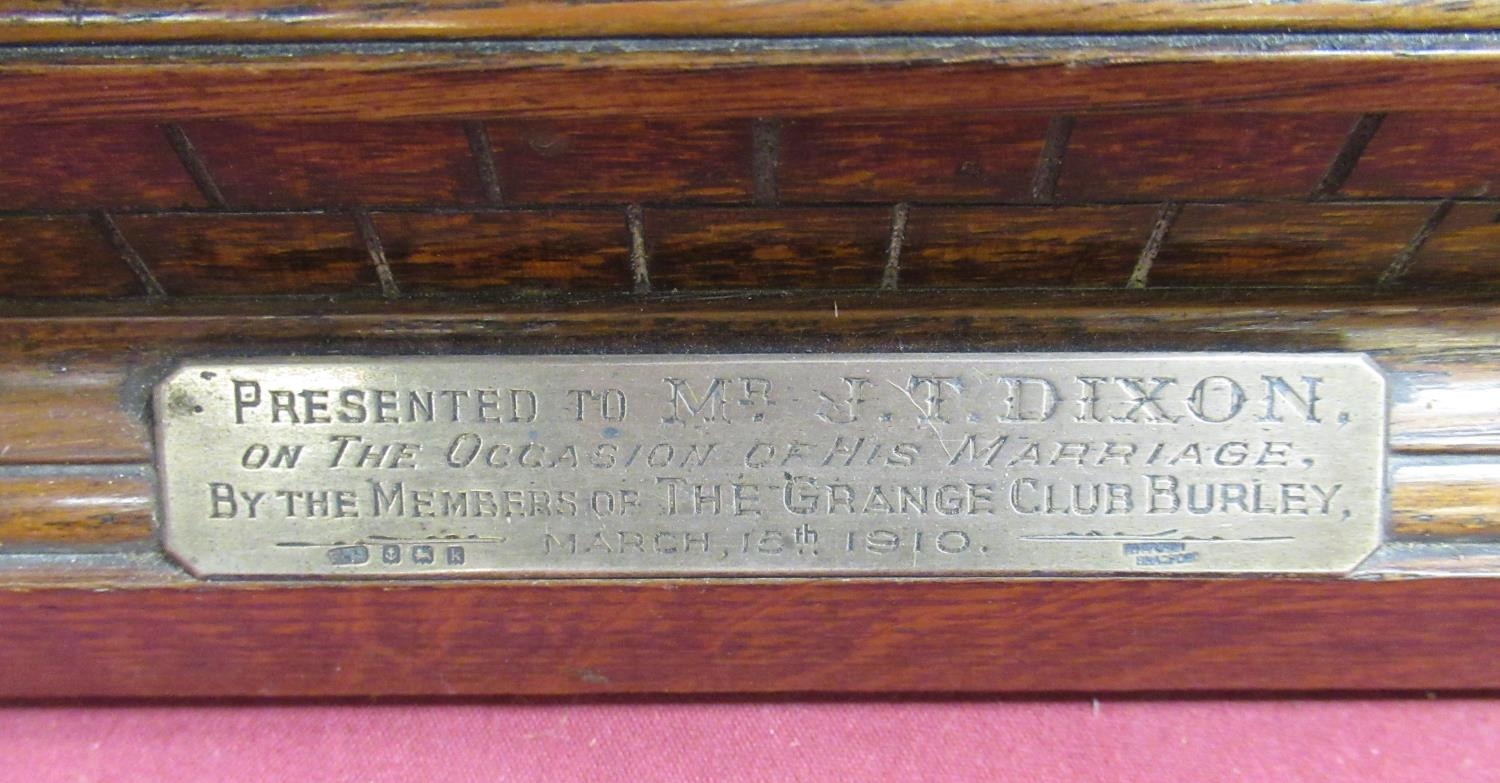 PRESENTED TO MR. J. T. DIXON,
ON THE OCCASION OF HIS MARRIAGE,
BY THE MEMBERS OF THE GRANGE CLUB BURLEY,
MARCH, 15th 1910.